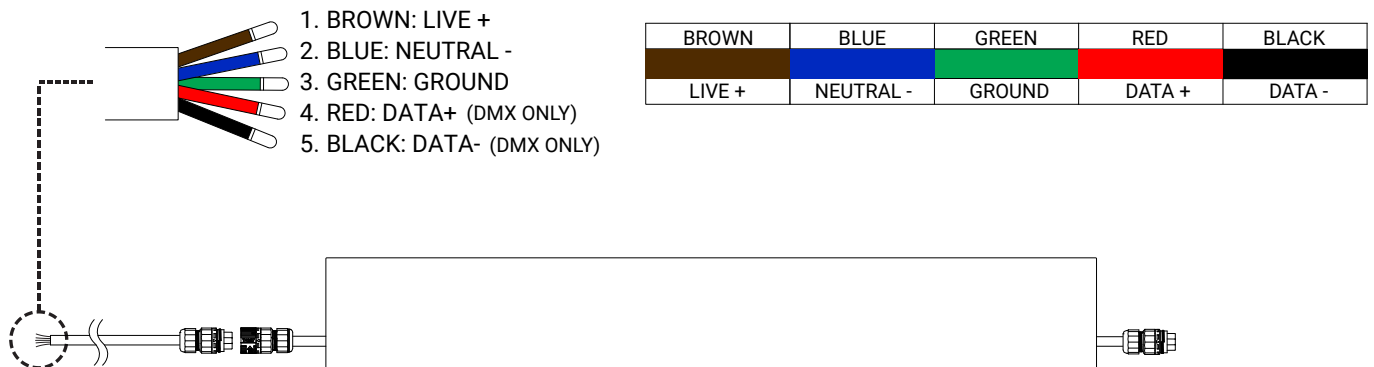 1. BROWN: LIVE +
2. BLUE: NEUTRAL -
3. GREEN: GROUND
4. RED: DATA+ (DMX ONLY)
5. BLACK: DATA- (DMX ONLY)
BROWN BLUE GREEN RED BLACK
LIVE + NEUTRAL - GROUND DATA + DATA -